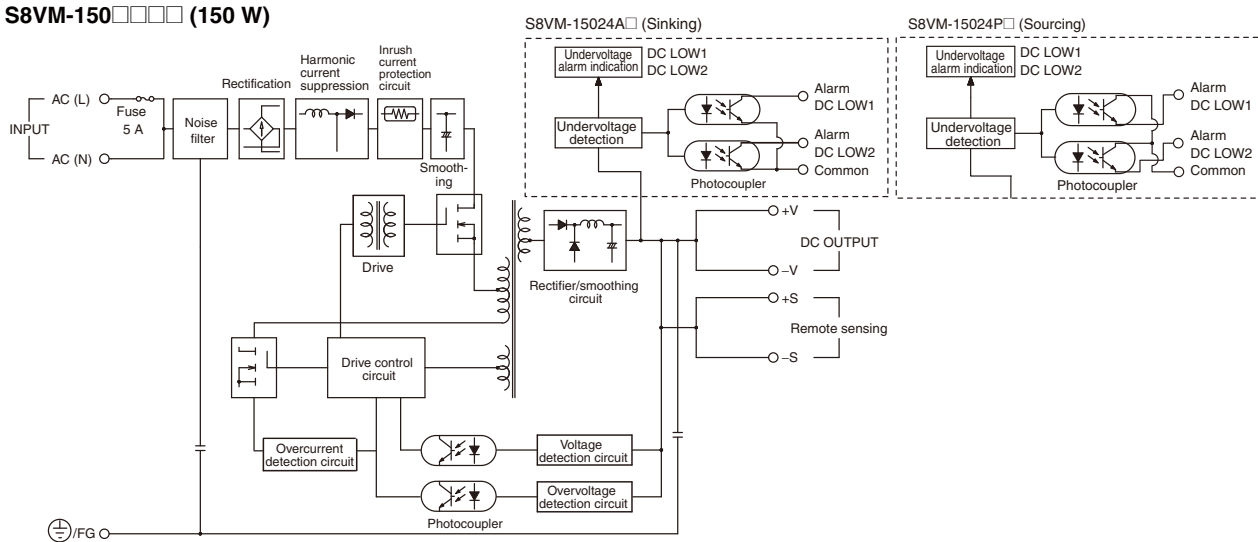 S8VM-150□□□□ (150 W)
S8VM-15024A□ (Sinking)
Undervoltage
alarm indication
DC LOW1
DC LOW2
Undervoltage
detection
Alarm
DC LOW1
Alarm
DC LOW2
Common
Photocoupler
S8VM-15024P□ (Sourcing)
Undervoltage
alarm indication
DC LOW1
DC LOW2
Undervoltage
detection
Alarm
DC LOW1
Alarm
DC LOW2
Common
Photocoupler
INPUT
AC (L)
AC (N)
Fuse
5 A
Noise
filter
Rectification
Harmonic
current
suppression
Inrush
current
protection
circuit
Smooth-
ing
Drive
Rectifier/smoothing
circuit
+V
DC OUTPUT
−V
+S
Remote sensing
−S
Drive control
circuit
Overcurrent
detection circuit
Voltage
detection circuit
Overvoltage
detection circuit
Photocoupler
/FG